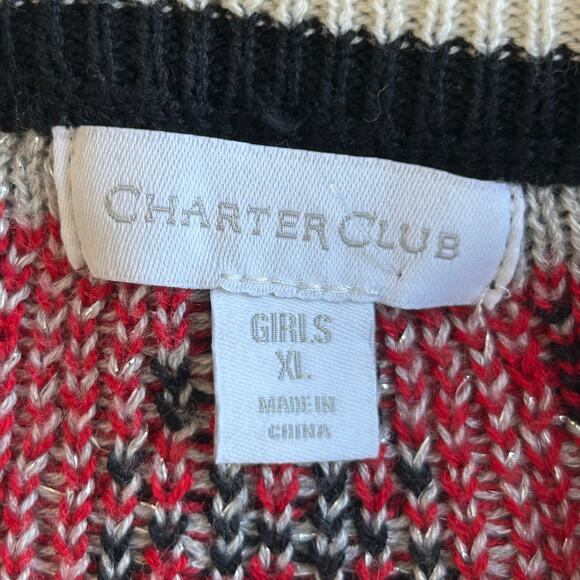 CHARTER CLUB
GIRLS
XL
MADE IN
CHINA